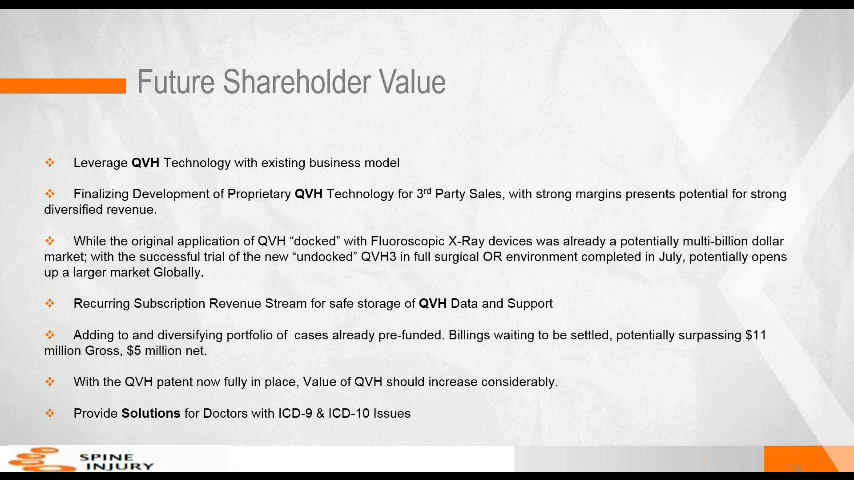 Future Shareholder Value
❖ Leverage QVH Technology with existing business model
❖ Finalizing Development of Proprietary QVH Technology for 3rd Party Sales, with strong margins presents potential for strong
diversified revenue.
❖ While the original application of QVH “docked” with Fluoroscopic X-Ray devices was already a potentially multi-billion dollar
market; with the successful trial of the new “undocked” QVH3 in full surgical OR environment completed in July, potentially opens
up a larger market Globally.
❖ Recurring Subscription Revenue Stream for safe storage of QVH Data and Support
❖ Adding to and diversifying portfolio of cases already pre-funded. Billings waiting to be settled, potentially surpassing $11
million Gross, $5 million net.
❖ With the QVH patent now fully in place, Value of QVH should increase considerably.
❖ Provide Solutions for Doctors with ICD-9 & ICD-10 Issues
SPINE
INJURY